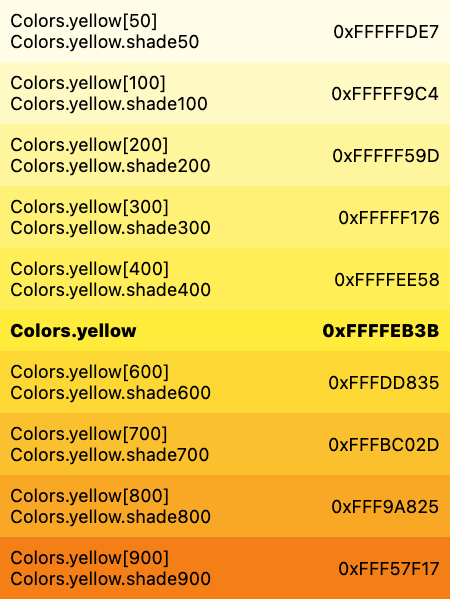 Colors.yellow[50]
Colors.yellow.shade50
0xFFFFFDE7
Colors.yellow[100]
Colors.yellow.shade100
0xFFFFF9C4
Colors.yellow[200]
Colors.yellow.shade200
0xFFFFF59D
Colors.yellow[300]
Colors.yellow.shade300
0xFFFFF176
Colors.yellow[400]
Colors.yellow.shade400
0xFFFFEE58
Colors.yellow
0xFFFFEB3B
Colors.yellow[600]
Colors.yellow.shade600
0xFFFDD835
Colors.yellow[700]
Colors.yellow.shade700
0xFFFBC02D
Colors.yellow[800]
Colors.yellow.shade800
0xFFF9A825
Colors.yellow[900]
Colors.yellow.shade900
0xFFF57F17